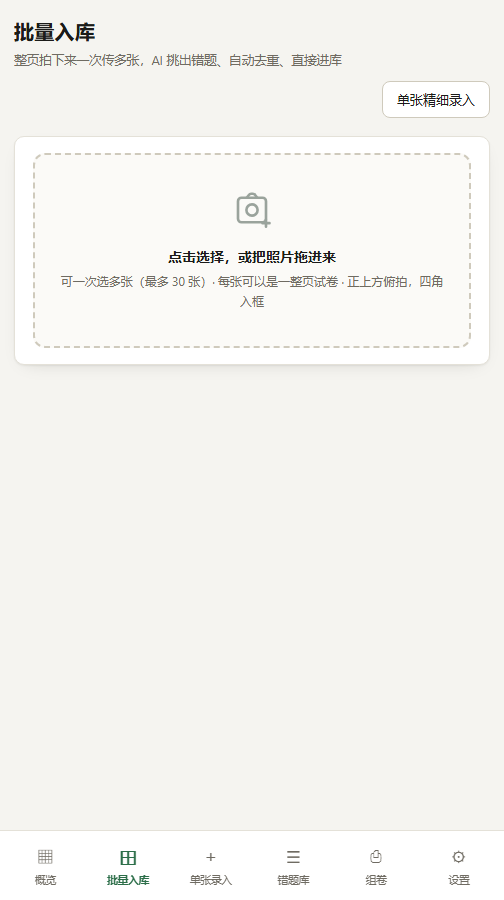 批量入库
整页拍下来一次传多张，AI 挑出错题、自动去重、直接进库
单张精细录入
点击选择，或把照片拖进来
可一次选多张（最多 30 张）· 每张可以是一整页试卷 · 正上方俯拍，四角
入框
概览
批量入库
单张录入
错题库
组卷
设置